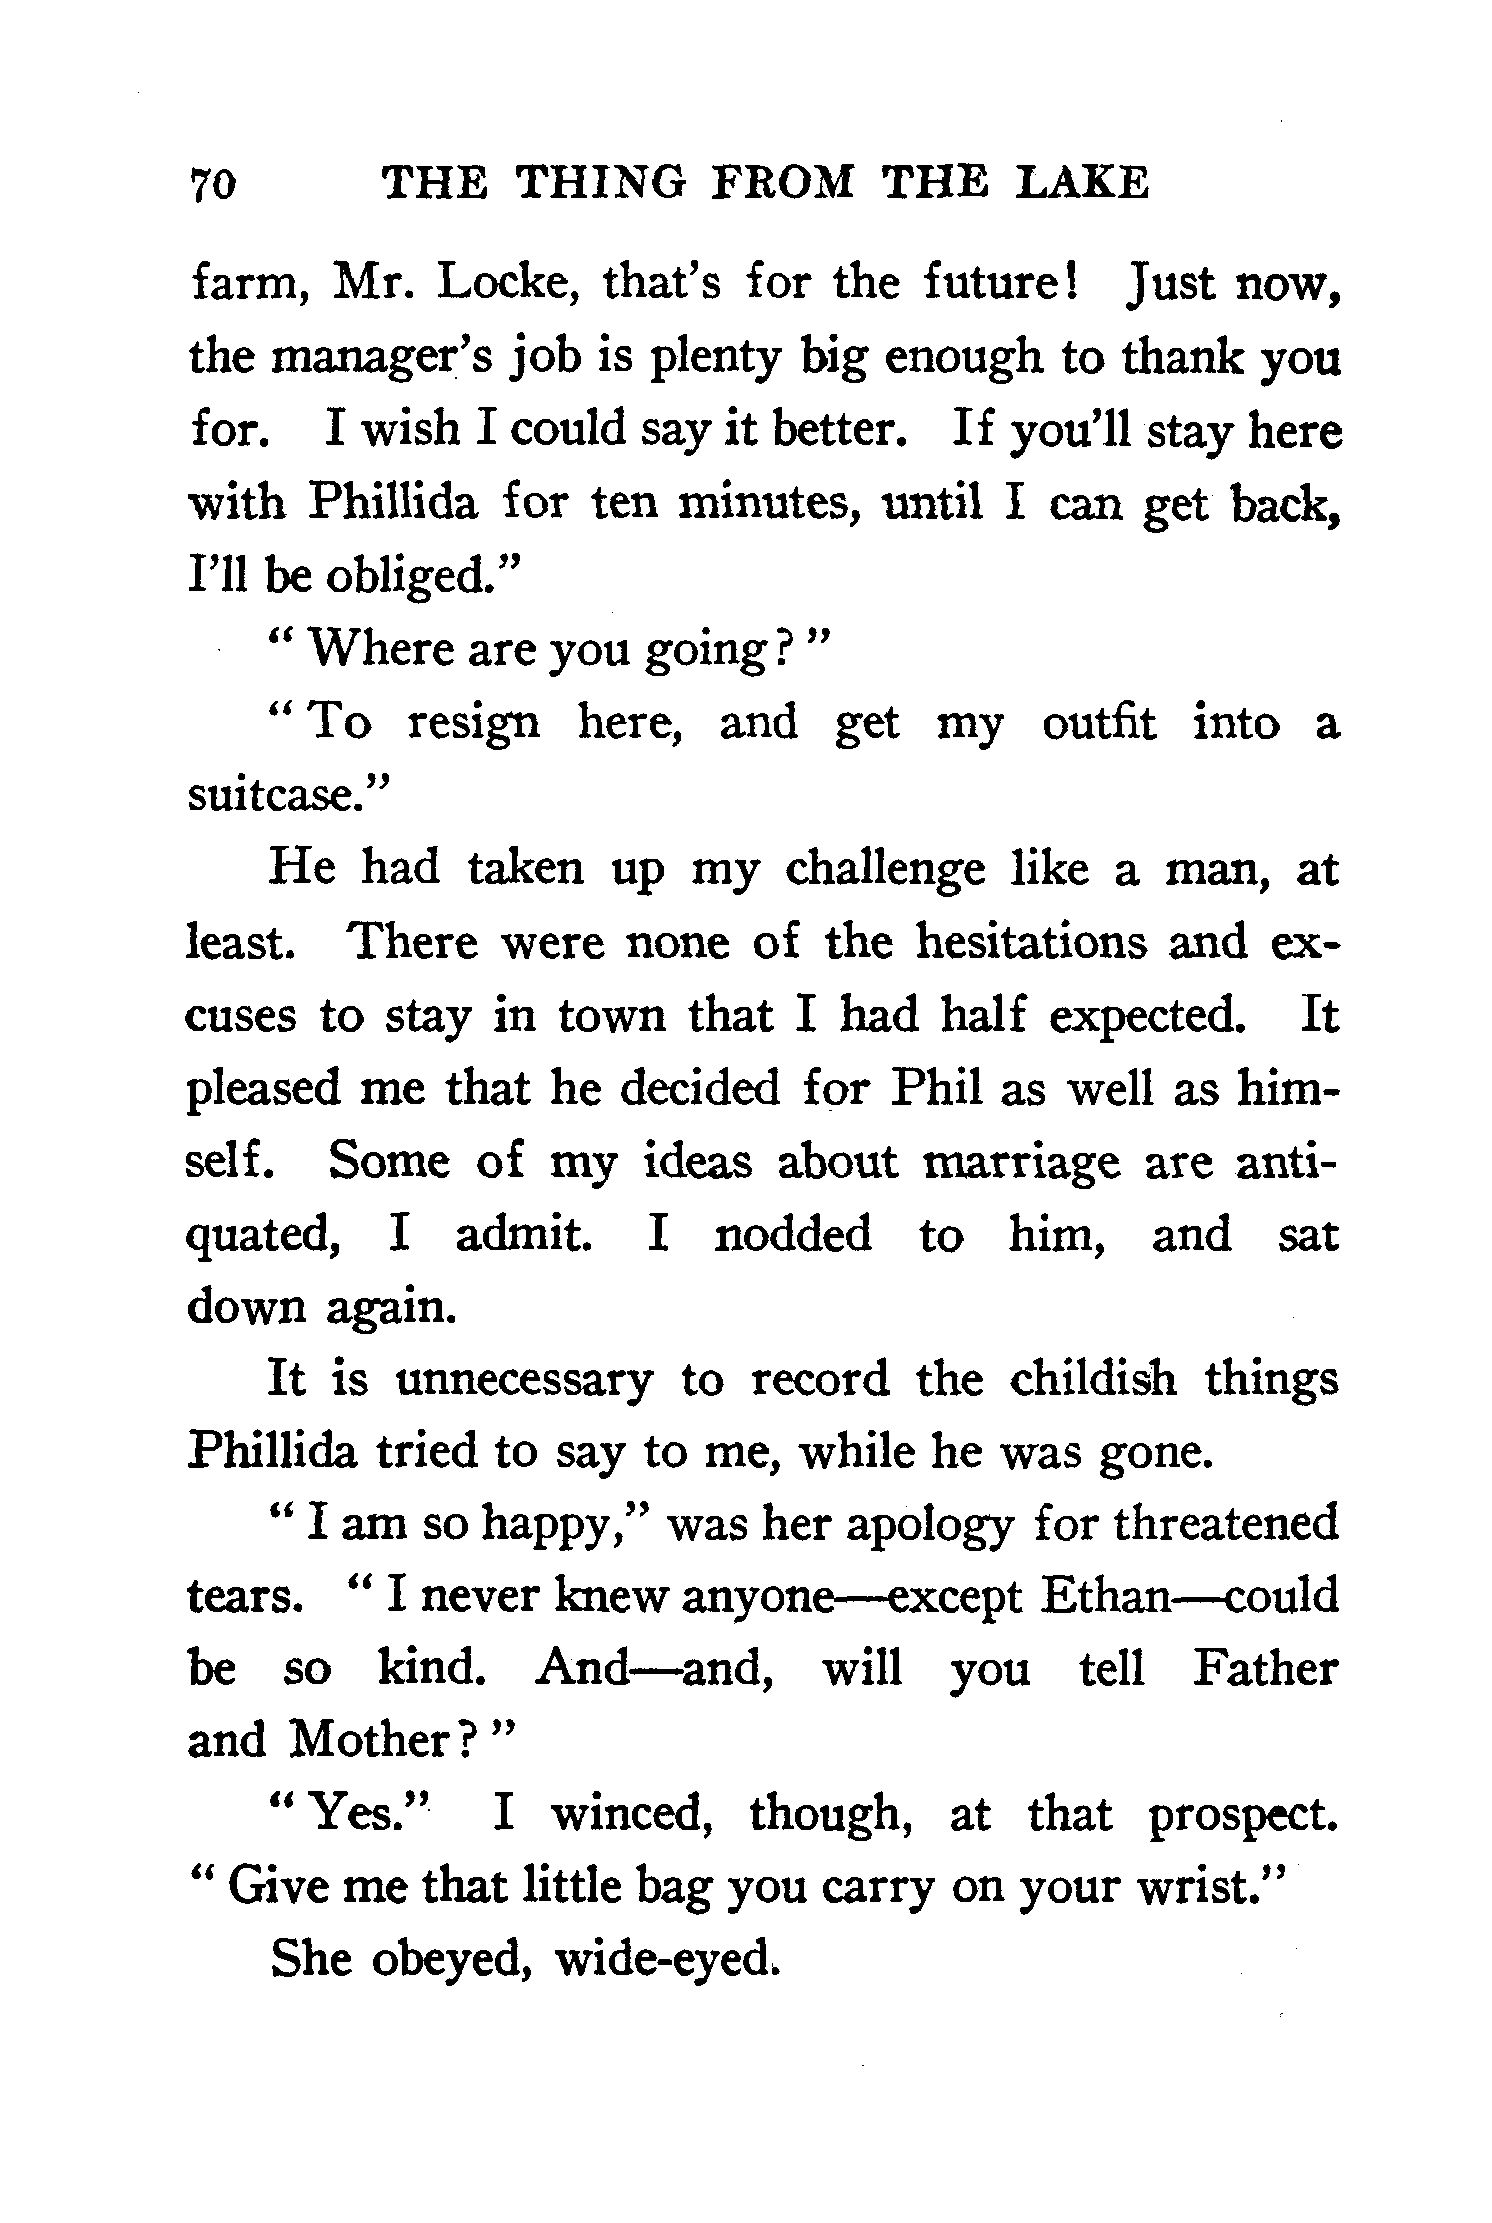 70 THE THING FROM THE LAKE
farm, Mr. Locke, that's for the future! Just now,
the manager's job is plenty big enough to thank you
for. I wish I could say it better. If you'll stay here
with Phillida for ten minutes, until I can get back,
I'll be obliged."
" Where are you going? "
" To resign here, and get my outfit into a
suitcase."
He had taken up my challenge like a man, at
least. There were none of the hesitations and ex-
cuses to stay in town that I had half expected. It
pleased me that he decided for Phil as well as him-
self. Some of my ideas about marriage are anti-
quated, I admit. I nodded to him, and sat
down again.
It is unnecessary to record the childish things
Phillida tried to say to me, while he was gone.
" I am so happy," was her apology for threatened
tears. " I never knew anyone—except Ethan—could
be so kind. And—and, will you tell Father
and Mother? "
" Yes." I winced, though, at that prospect.
" Give me that little bag you carry on your wrist."
She obeyed, wide-eyed.